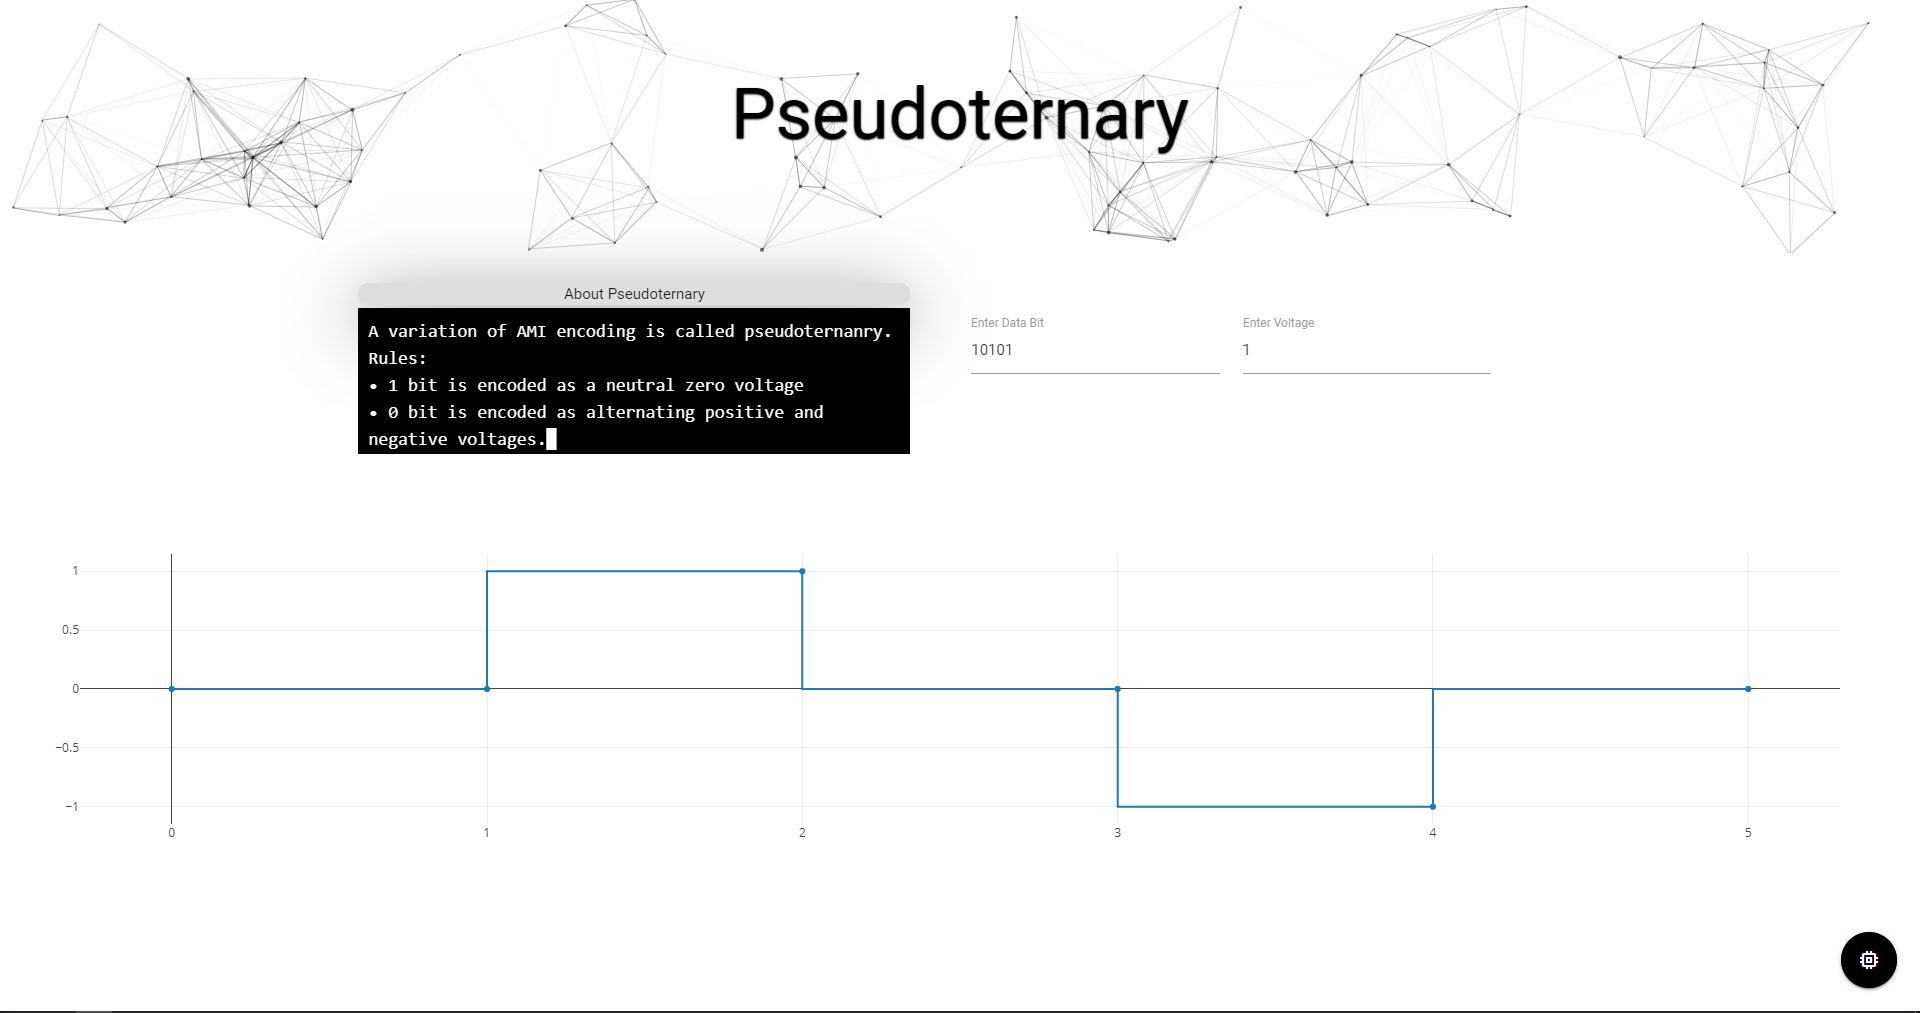 Pseudoternary
About Pseudoternary
A variation of AMI encoding is called pseudoternanry.
Rules:
• 1 bit is encoded as a neutral zero voltage
• 0 bit is encoded as alternating positive and
negative voltages.
Enter Data Bit
10101
Enter Voltage
1
1
0.5
0
−0.5
−1
0 1 2 3 4 5